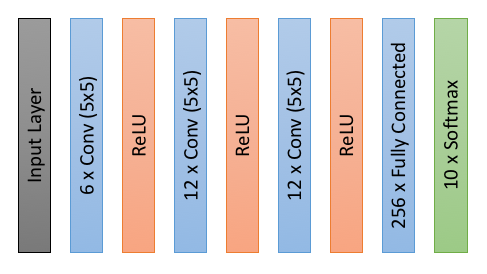 Input Layer
6 x Conv (5x5)
ReLU
12 x Conv (5x5)
ReLU
12 x Conv (5x5)
ReLU
256 x Fully Connected
10 x Softmax